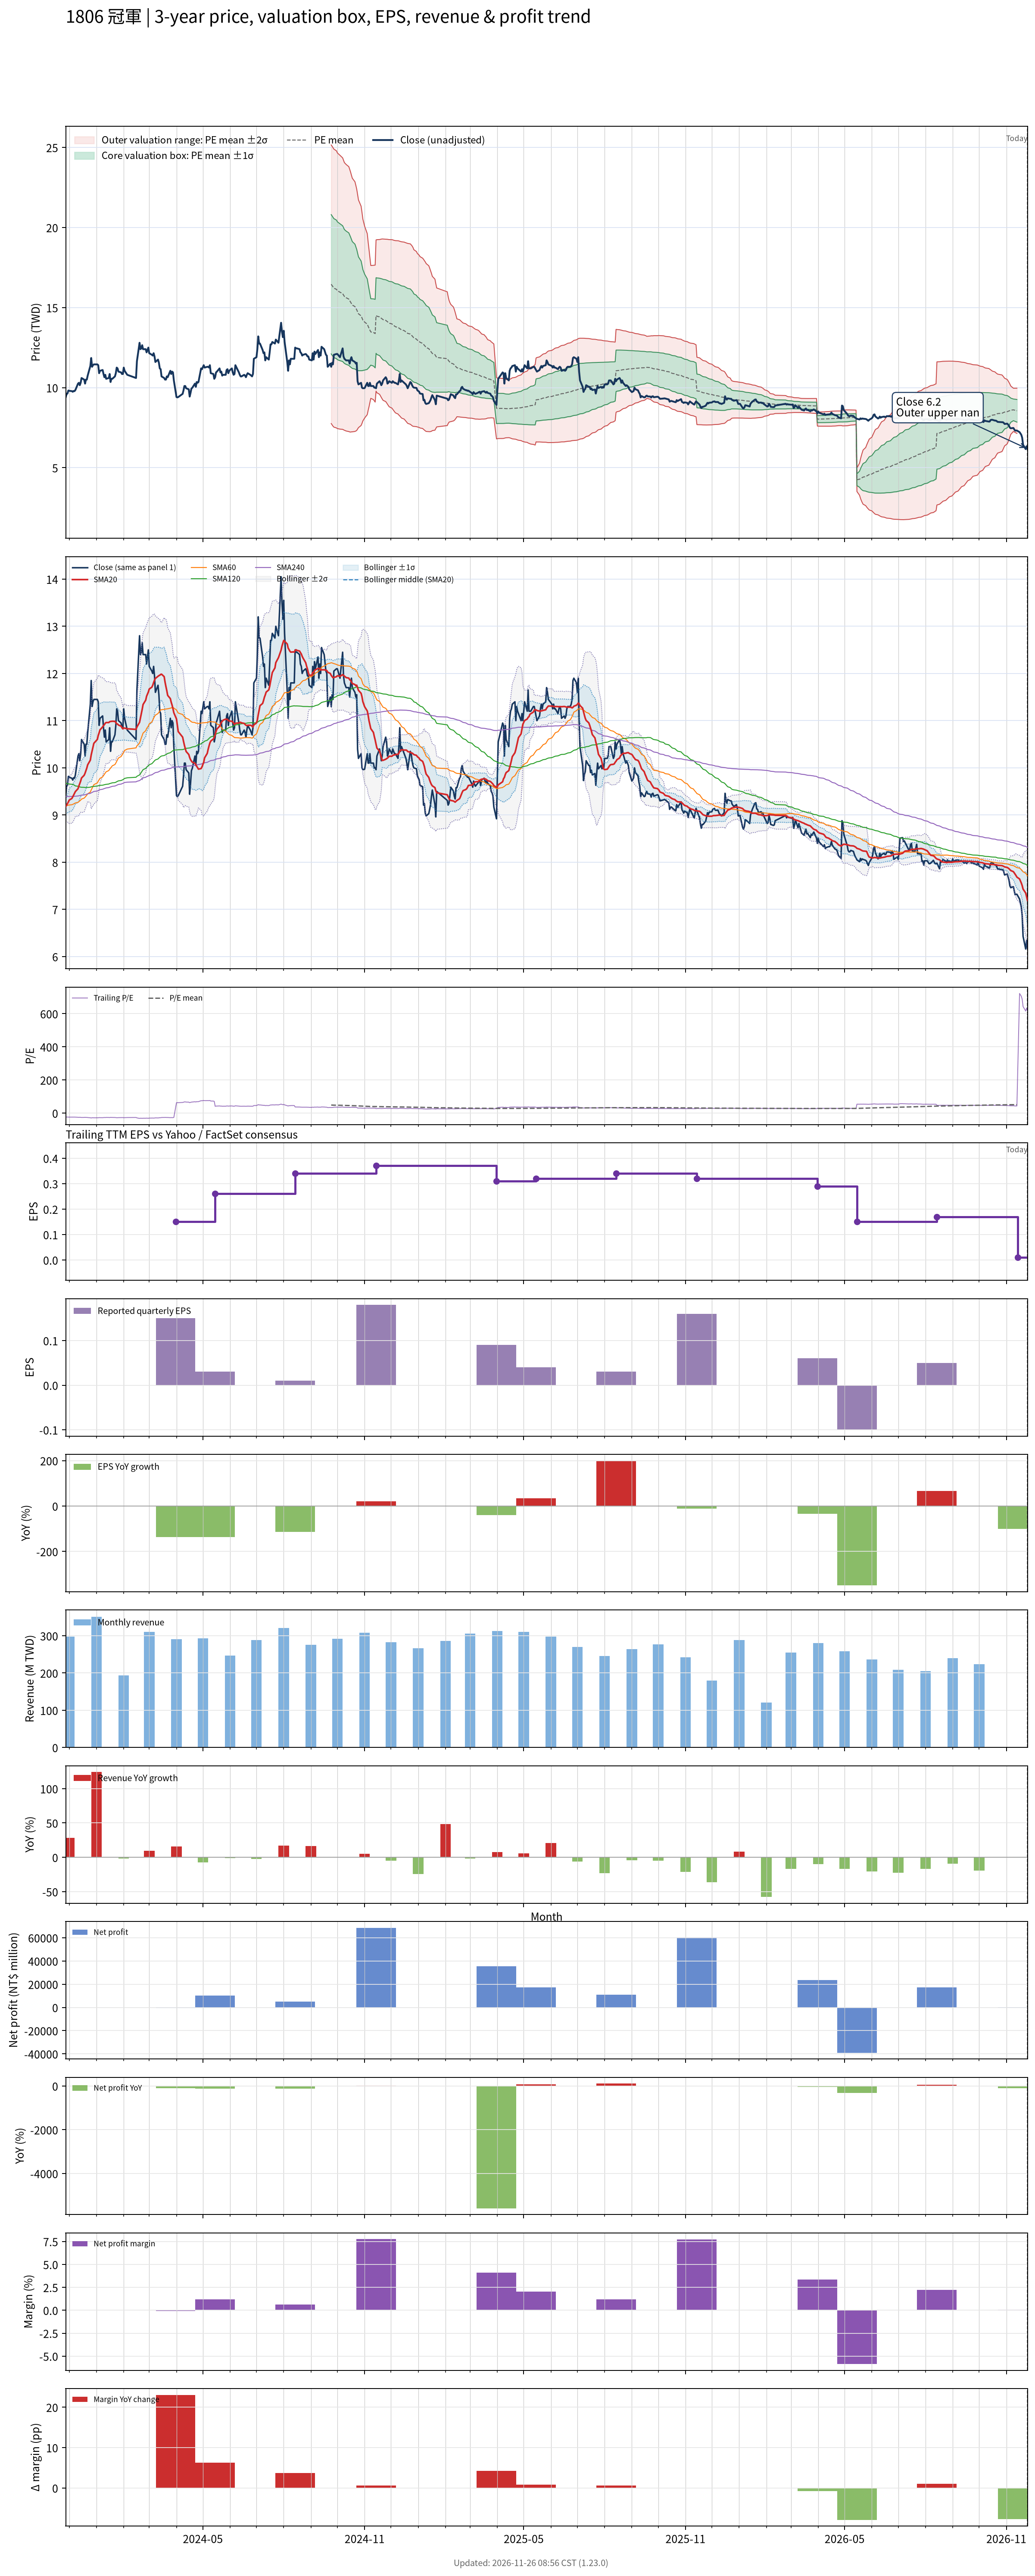 1806 冠軍 | 3-year price, valuation box, EPS, revenue & profit trend
Outer valuation range: PE mean ±2σ
Core valuation box: PE mean ±1σ
PE mean
Close (unadjusted)
Today
25
20
15
10
5
Price (TWD)
Close 6.2
Outer upper nan
Close (same as panel 1)
SMA20
SMA60
SMA120
SMA240
Bollinger ±2σ
Bollinger ±1σ
Bollinger middle (SMA20)
14
13
12
11
10
9
8
7
6
Price
Trailing P/E
P/E mean
600
400
200
0
P/E
Trailing TTM EPS vs Yahoo / FactSet consensus
Today
0.4
0.3
0.2
0.1
0.0
EPS
Reported quarterly EPS
0.1
0.0
-0.1
EPS
EPS YoY growth
200
0
-200
YoY (%)
Monthly revenue
300
200
100
0
Revenue (M TWD)
Revenue YoY growth
100
50
0
-50
YoY (%)
Month
Net profit
60000
40000
20000
0
-20000
-40000
Net profit (NT$ million)
Net profit YoY
0
-2000
-4000
YoY (%)
Net profit margin
7.5
5.0
2.5
0.0
-2.5
-5.0
Margin (%)
Margin YoY change
20
10
0
Δ margin (pp)
2024-05
2024-11
2025-05
2025-11
2026-05
2026-11
Updated: 2026-11-26 08:56 CST (1.23.0)